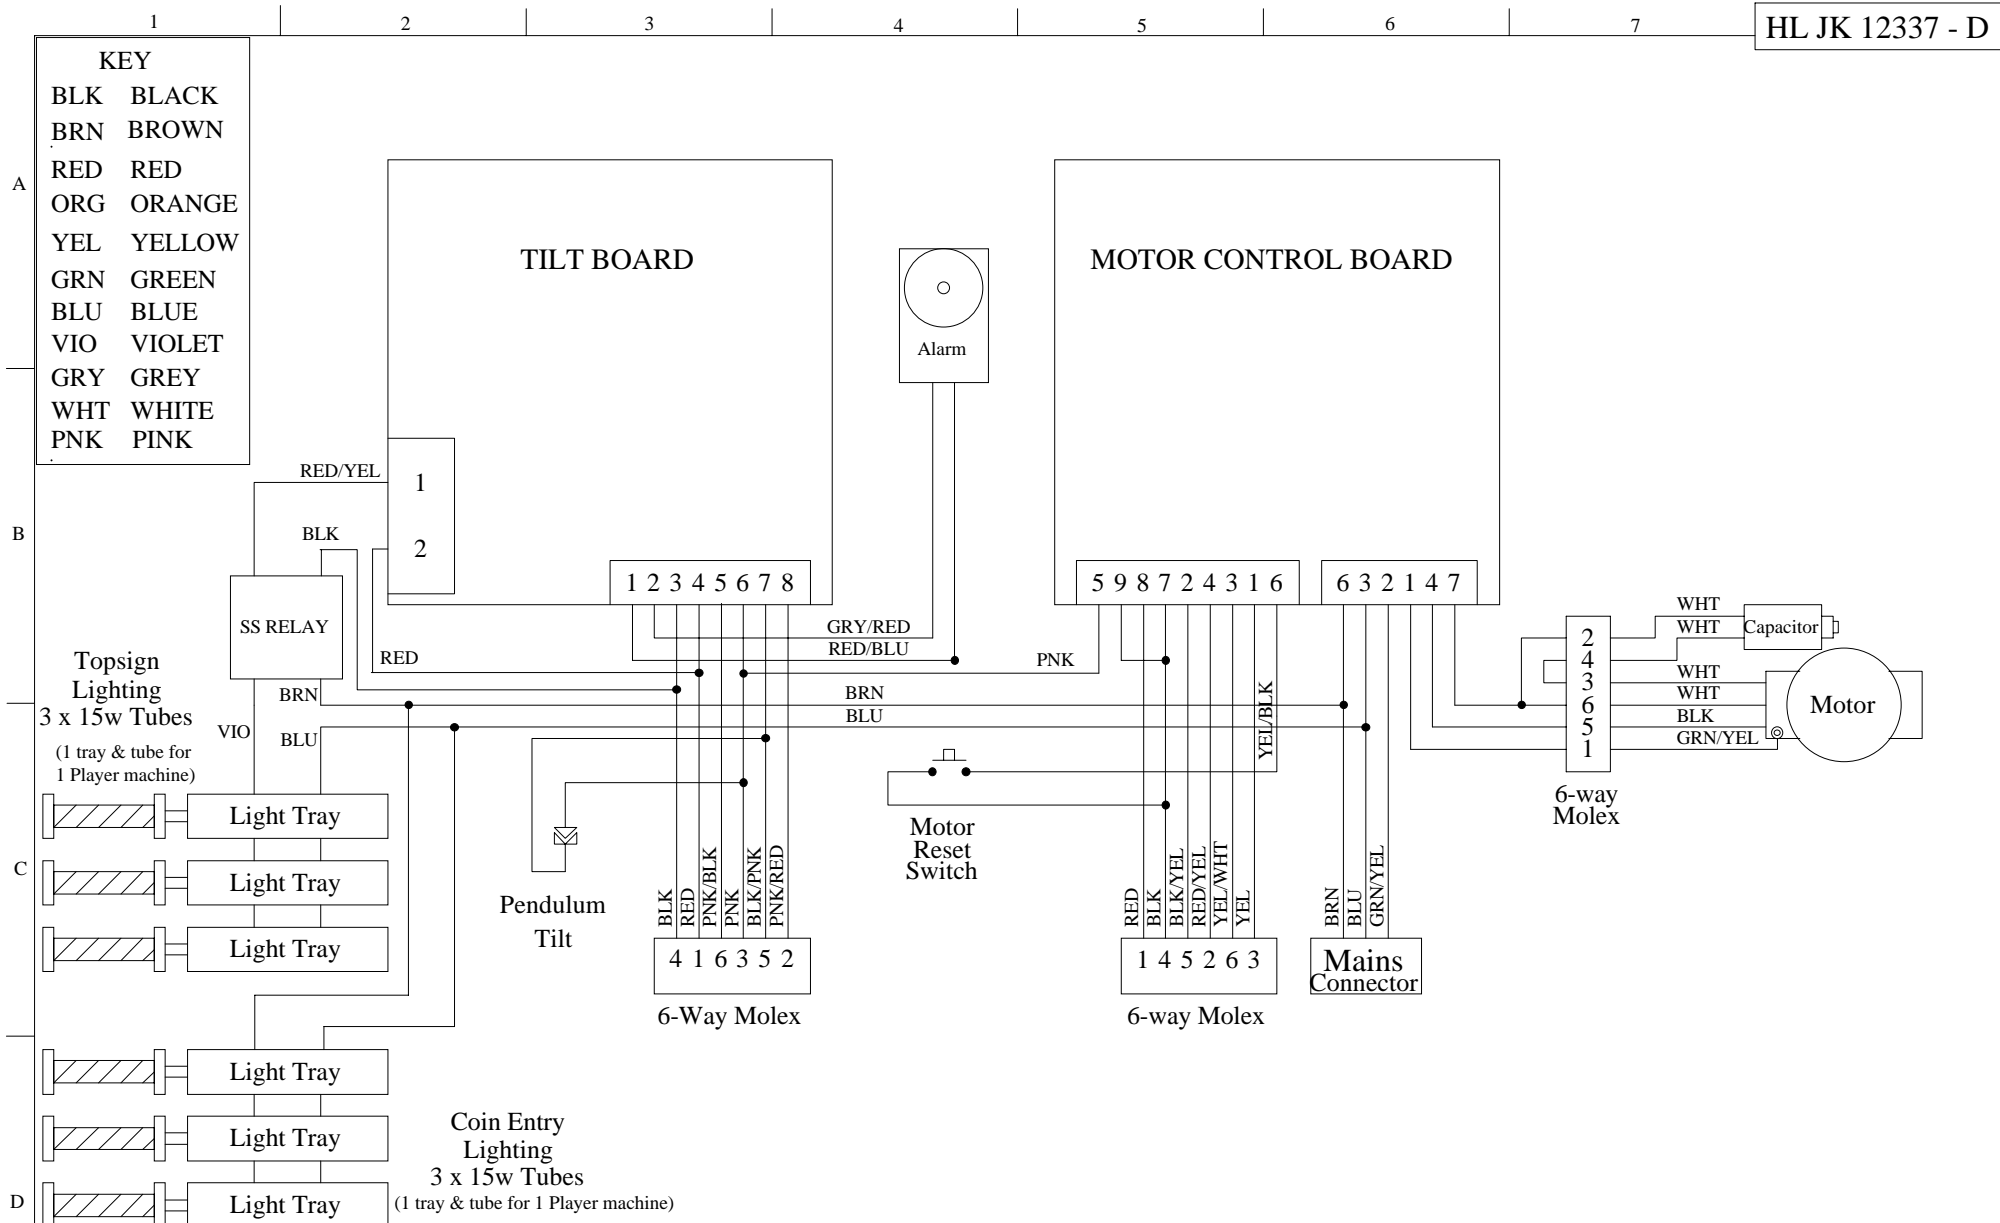 1 2 3 4 5 6 7
HL JK 12337 - D
KEY
BLK BLACK
BRN BROWN
RED RED
ORG ORANGE
YEL YELLOW
GRN GREEN
BLU BLUE
VIO VIOLET
GRY GREY
WHT WHITE
PNK PINK
A
B
C
D
TILT BOARD
MOTOR CONTROL BOARD
Alarm
RED/YEL
1
BLK
2
1 2 3 4 5 6 7 8
5 9 8 7 2 4 3 1 6
6 3 2 1 4 7
SS RELAY
GRY/RED
RED/BLU
RED
PNK
BRN
BRN
BLU
VIO
BLU
YEL/BLK
Topsign
Lighting
3 x 15w Tubes
(1 tray & tube for
1 Player machine)
Light Tray
Light Tray
Light Tray
Pendulum
Tilt
BLK
RED
PNK/BLK
PNK
BLK/PNK
PNK/RED
4 1 6 3 5 2
6-Way Molex
Motor
Reset
Switch
RED
BLK
BLK/YEL
RED/YEL
YEL/WHT
YEL
1 4 5 2 6 3
6-way Molex
BRN
BLU
GRN/YEL
Mains
Connector
2
4
3
6
5
1
6-way
Molex
WHT
WHT
WHT
WHT
BLK
GRN/YEL
Capacitor
Motor
Light Tray
Light Tray
Light Tray
Coin Entry
Lighting
3 x 15w Tubes
(1 tray & tube for 1 Player machine)